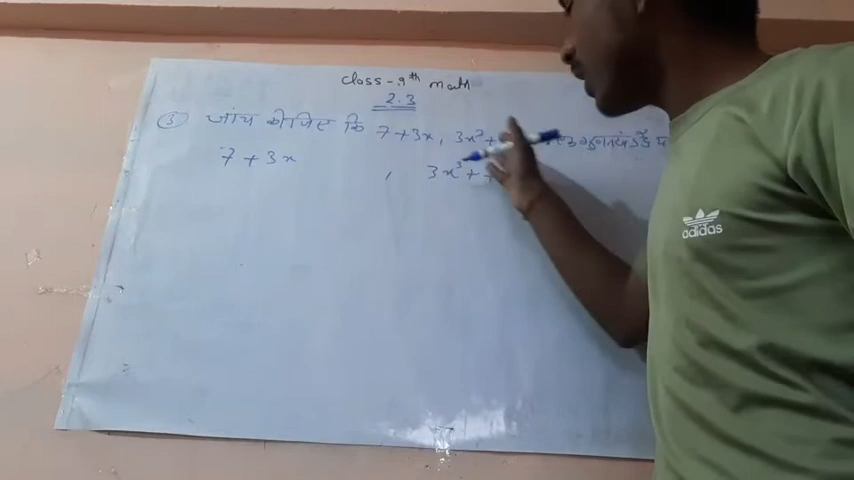 class - 9th math
2.3
③ जांच कीजिए कि 7+3x, 3x³+
7 + 3x , 3x³ +
adidas